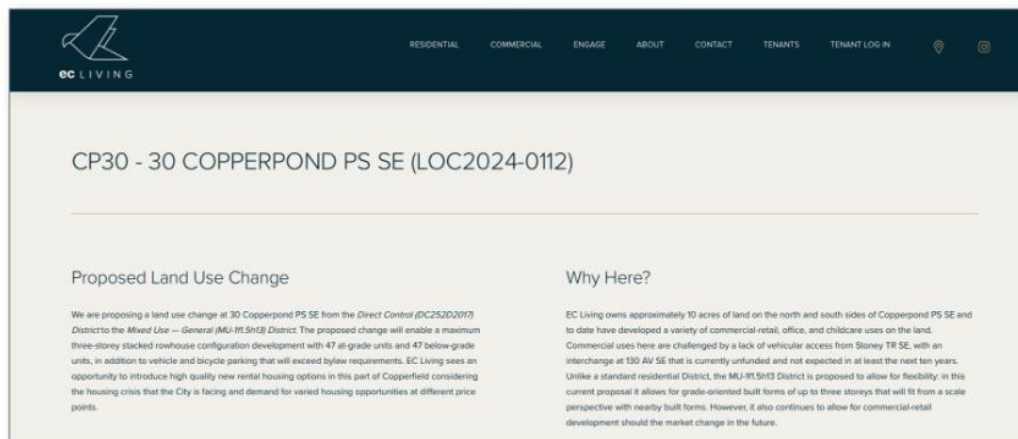 RESIDENTIAL COMMERCIAL ENGAGE ABOUT CONTACT TENANTS TENANT LOG IN
ec LIVING
CP30 - 30 COPPERPOND PS SE (LOC2024-0112)
Proposed Land Use Change
We are proposing a land use change at 30 Copperpond PS SE from the Direct Control (DC252D2017)
District to the Mixed Use — General (MU-1f1.5h13) District. The proposed change will enable a maximum
three-storey stacked rowhouse configuration development with 47 at-grade units and 47 below-grade
units, in addition to vehicle and bicycle parking that will exceed bylaw requirements. EC Living sees an
opportunity to introduce high quality new rental housing options in this part of Copperfield considering
the housing crisis that the City is facing and demand for varied housing opportunities at different price
points.
Why Here?
EC Living owns approximately 10 acres of land on the north and south sides of Copperpond PS SE and
to date have developed a variety of commercial-retail, office, and childcare uses on the land.
Commercial uses here are challenged by a lack of vehicular access from Stoney TR SE, with an
interchange at 130 AV SE that is currently unfunded and not expected in at least the next ten years.
Unlike a standard residential District, the MU-1f1.5h13 District is proposed to allow for flexibility: in this
current proposal it allows for grade-oriented built forms of up to three storeys that will fit from a scale
perspective with nearby built forms. However, it also continues to allow for commercial-retail
development should the market change in the future.